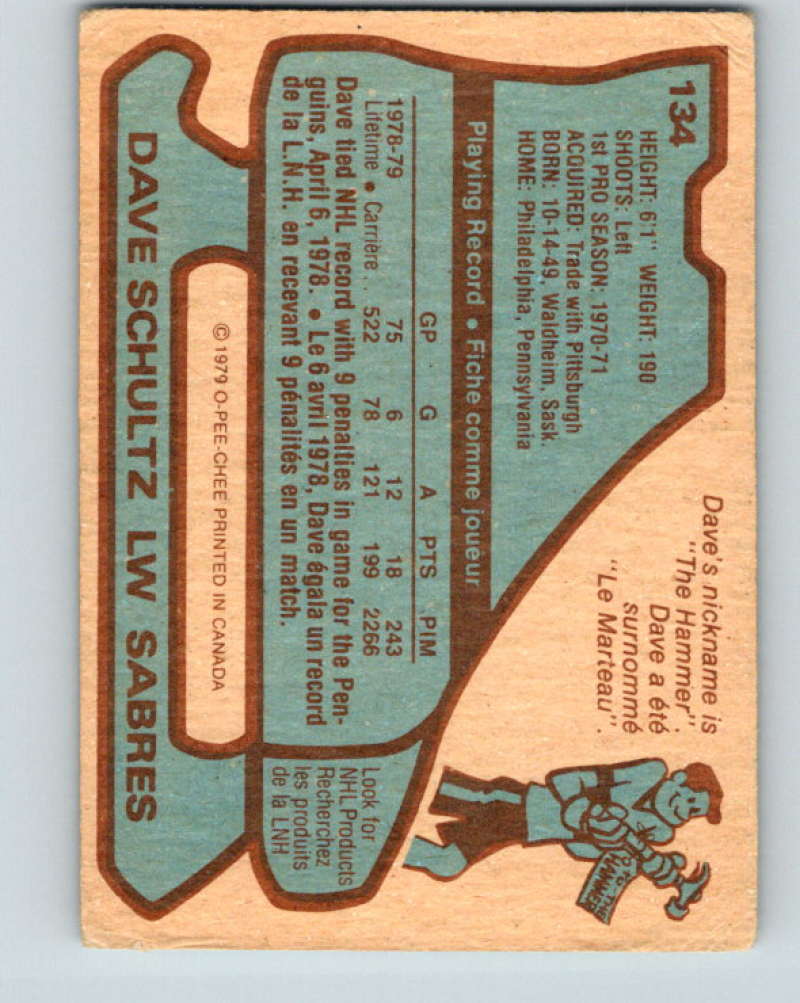 134
HEIGHT: 6'1" WEIGHT: 190
SHOOTS: Left
1st PRO SEASON: 1970-71
ACQUIRED: Trade with Pittsburgh
BORN: 10-14-49, Waldheim, Sask.
HOME: Philadelphia, Pennsylvania
Dave's nickname is
"The Hammer".
Dave a été
surnommé
"Le Marteau".
Playing Record • Fiche comme joueur
GP G A PTS PIM
1978-79 75 6 12 18 243
Lifetime • Carrière .. 522 78 121 199 2266
Dave tied NHL record with 9 penalties in game for the Pen-
guins, April 6, 1978. • Le 6 avril 1978, Dave égala un record
de la L.N.H. en recevant 9 pénalités en un match.
Look for
NHL Products
Recherchez
les produits
de la LNH
© 1979 O-PEE-CHEE PRINTED IN CANADA
DAVE SCHULTZ LW SABRES